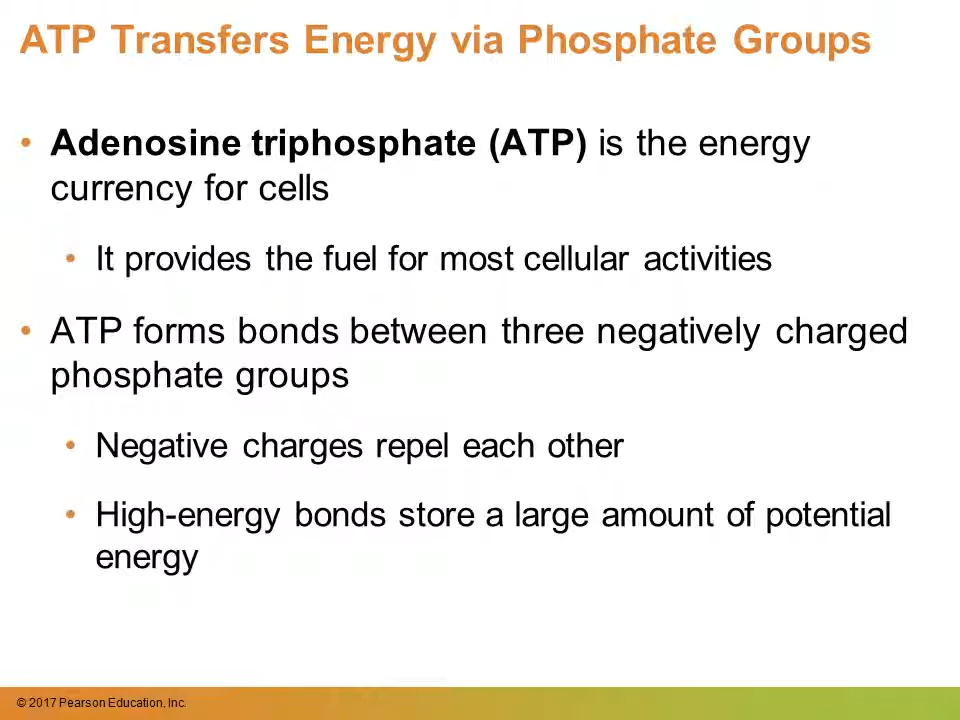 ATP Transfers Energy via Phosphate Groups
• Adenosine triphosphate (ATP) is the energy
currency for cells
• It provides the fuel for most cellular activities
• ATP forms bonds between three negatively charged
phosphate groups
• Negative charges repel each other
• High-energy bonds store a large amount of potential
energy
© 2017 Pearson Education, Inc.